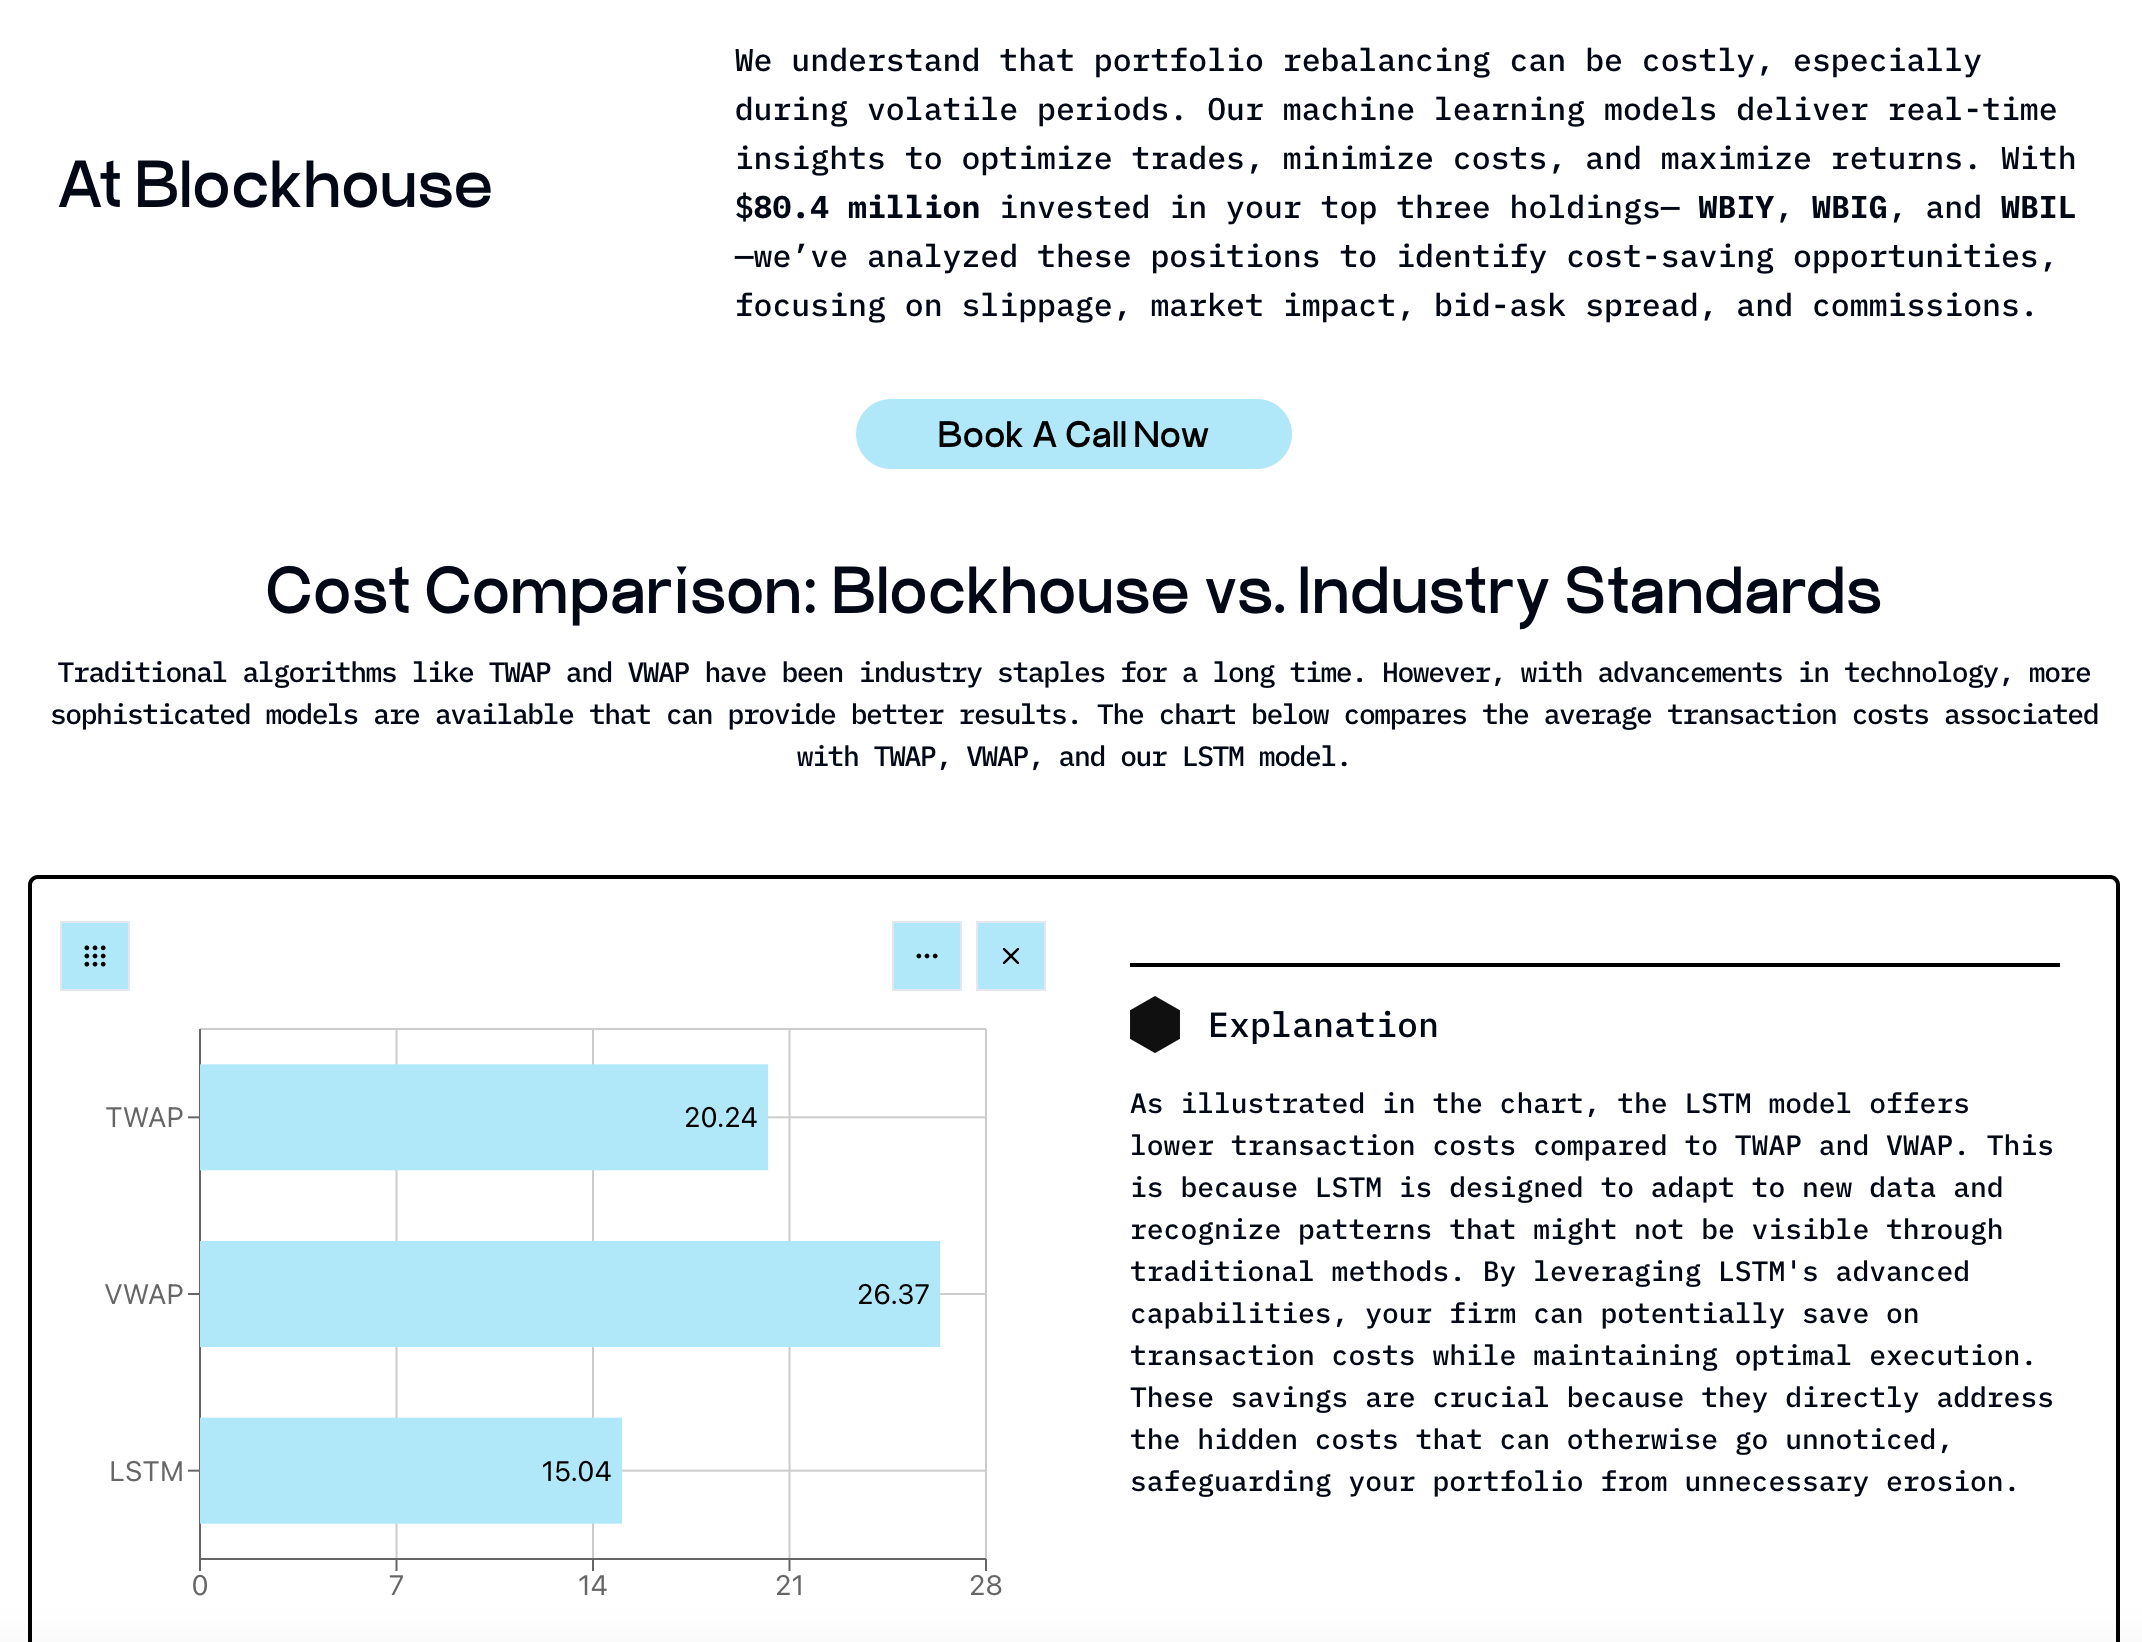 At Blockhouse
We understand that portfolio rebalancing can be costly, especially
during volatile periods. Our machine learning models deliver real-time
insights to optimize trades, minimize costs, and maximize returns. With
$80.4 million invested in your top three holdings— WBIY, WBIG, and WBIL
—we’ve analyzed these positions to identify cost-saving opportunities,
focusing on slippage, market impact, bid-ask spread, and commissions.
Book A Call Now
Cost Comparison: Blockhouse vs. Industry Standards
Traditional algorithms like TWAP and VWAP have been industry staples for a long time. However, with advancements in technology, more
sophisticated models are available that can provide better results. The chart below compares the average transaction costs associated
with TWAP, VWAP, and our LSTM model.
TWAP 20.24
VWAP 26.37
LSTM 15.04
0 7 14 21 28
Explanation
As illustrated in the chart, the LSTM model offers
lower transaction costs compared to TWAP and VWAP. This
is because LSTM is designed to adapt to new data and
recognize patterns that might not be visible through
traditional methods. By leveraging LSTM's advanced
capabilities, your firm can potentially save on
transaction costs while maintaining optimal execution.
These savings are crucial because they directly address
the hidden costs that can otherwise go unnoticed,
safeguarding your portfolio from unnecessary erosion.